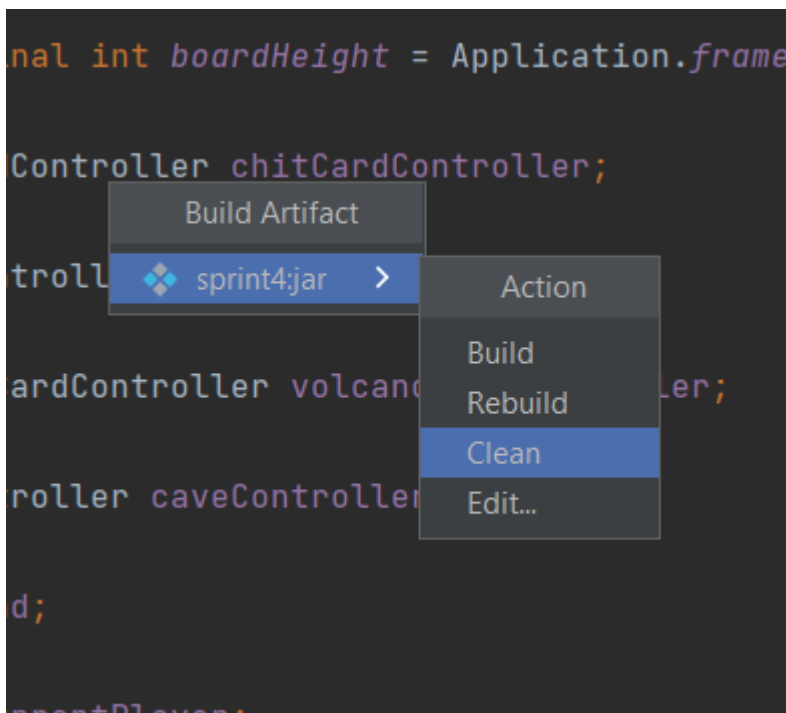 nal int boardHeight = Application.frame
Controller chitCardController;
Build Artifact
troll
sprint4:jar
Action
Build
ardController volcano
ler;
Rebuild
Clean
roller caveController
Edit...
d;